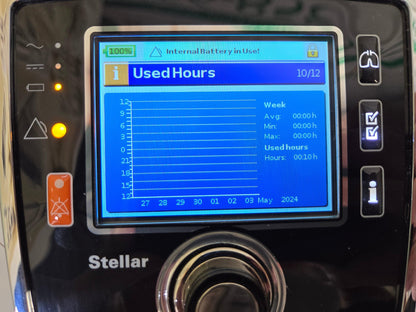 100% Internal Battery in Use!
i Used Hours 10/12
12
9
6
3
0
21
18
15
12
27 28 29 30 01 02 03 May 2024
Week
Avg: 00:00 h
Min: 00:00 h
Max: 00:00 h
Used hours
Hours: 00:10 h
i
Stellar